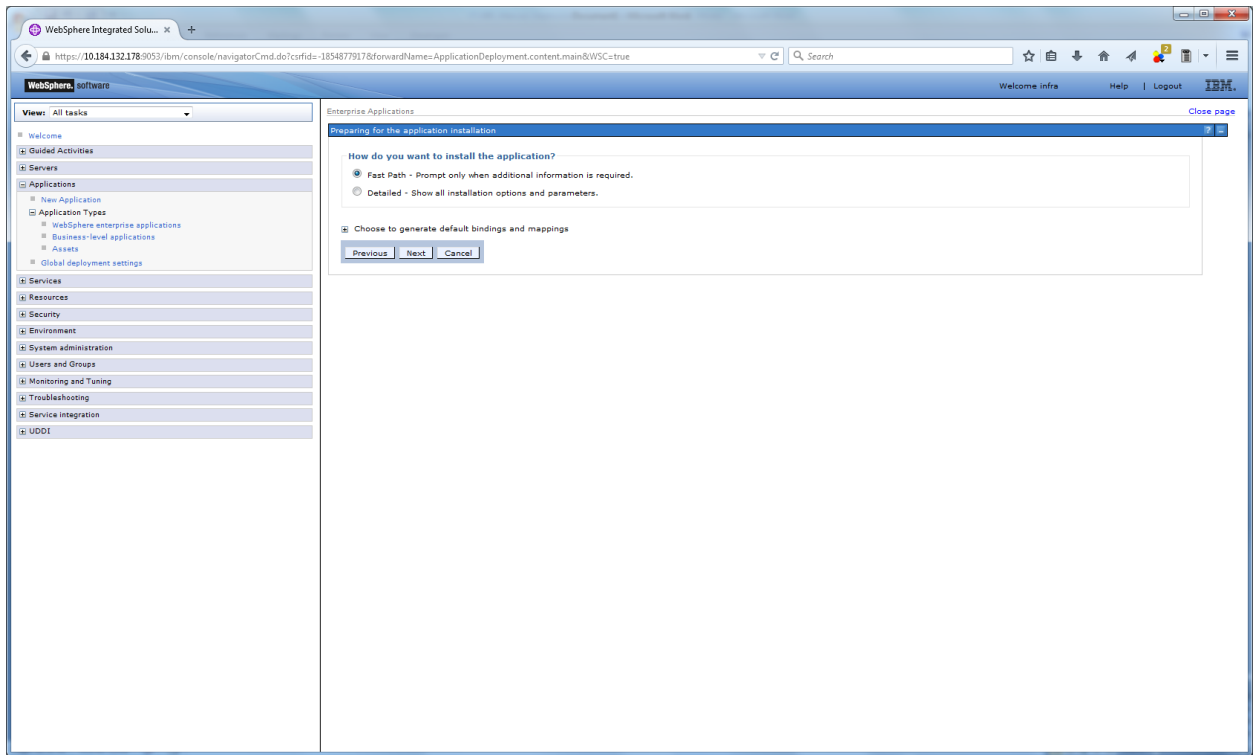 WebSphere Integrated Solu... × +
https://10.184.132.178:9053/ibm/console/navigatorCmd.do?csrfid=-1854877917&forwardName=ApplicationDeployment.content.main&WSC=true Search 2
WebSphere. software Welcome infra Help | Logout IBM.
View: All tasks
Welcome
Guided Activities
Servers
Applications
New Application
Application Types
WebSphere enterprise applications
Business-level applications
Assets
Global deployment settings
Services
Resources
Security
Environment
System administration
Users and Groups
Monitoring and Tuning
Troubleshooting
Service integration
UDDI
Enterprise Applications Close page
Preparing for the application installation ? –
How do you want to install the application?
Fast Path - Prompt only when additional information is required.
Detailed - Show all installation options and parameters.
Choose to generate default bindings and mappings
Previous Next Cancel